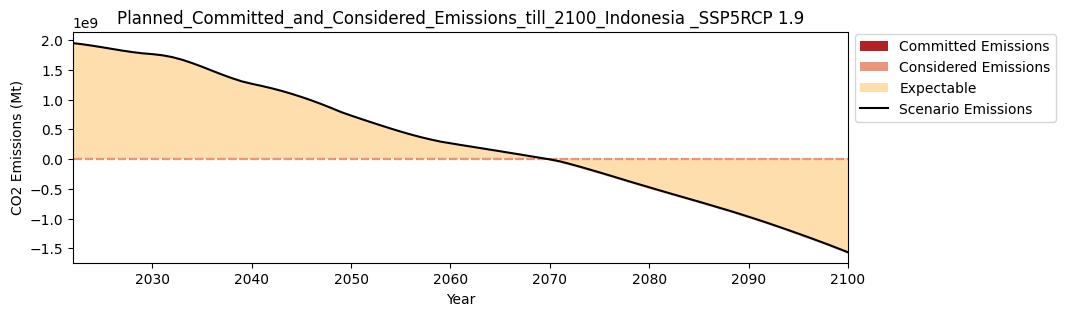 Planned_Committed_and_Considered_Emissions_till_2100_Indonesia _SSP5RCP 1.9
1e9
2.0
1.5
1.0
0.5
0.0
−0.5
−1.0
−1.5
CO2 Emissions (Mt)
2030
2040
2050
2060
2070
2080
2090
2100
Year
Committed Emissions
Considered Emissions
Expectable
Scenario Emissions